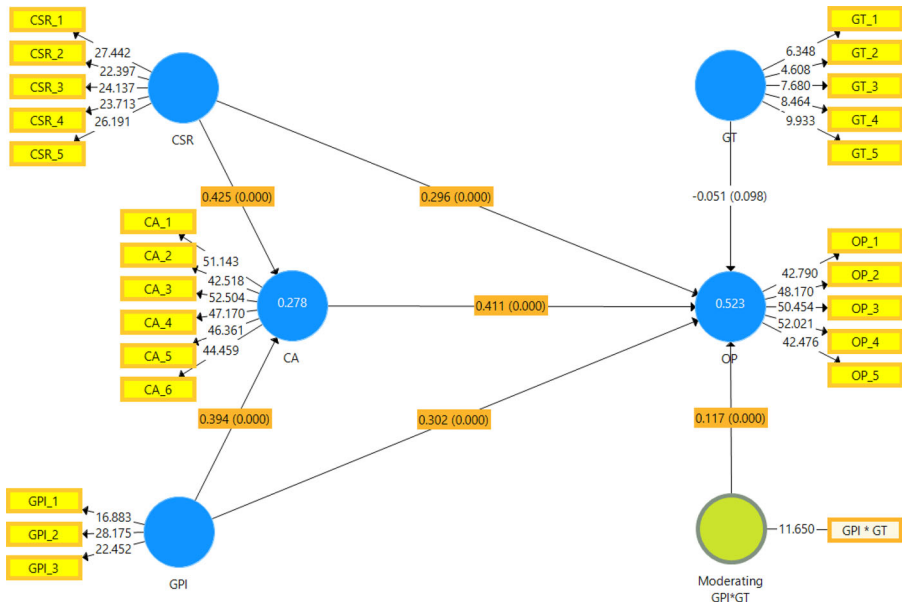 CSR_1
CSR_2
CSR_3
CSR_4
CSR_5
27.442
22.397
24.137
23.713
26.191
CSR
GT_1
GT_2
GT_3
GT_4
GT_5
6.348
4.608
7.680
8.464
9.933
GT
0.425 (0.000)
0.296 (0.000)
-0.051 (0.098)
CA_1
CA_2
CA_3
CA_4
CA_5
CA_6
51.143
42.518
52.504
47.170
46.361
44.459
0.278
CA
0.411 (0.000)
0.523
OP
OP_1
OP_2
OP_3
OP_4
OP_5
42.790
48.170
50.454
52.021
42.476
0.394 (0.000)
0.302 (0.000)
0.117 (0.000)
GPI_1
GPI_2
GPI_3
16.883
28.175
22.452
GPI
11.650
GPI * GT
Moderating
GPI*GT